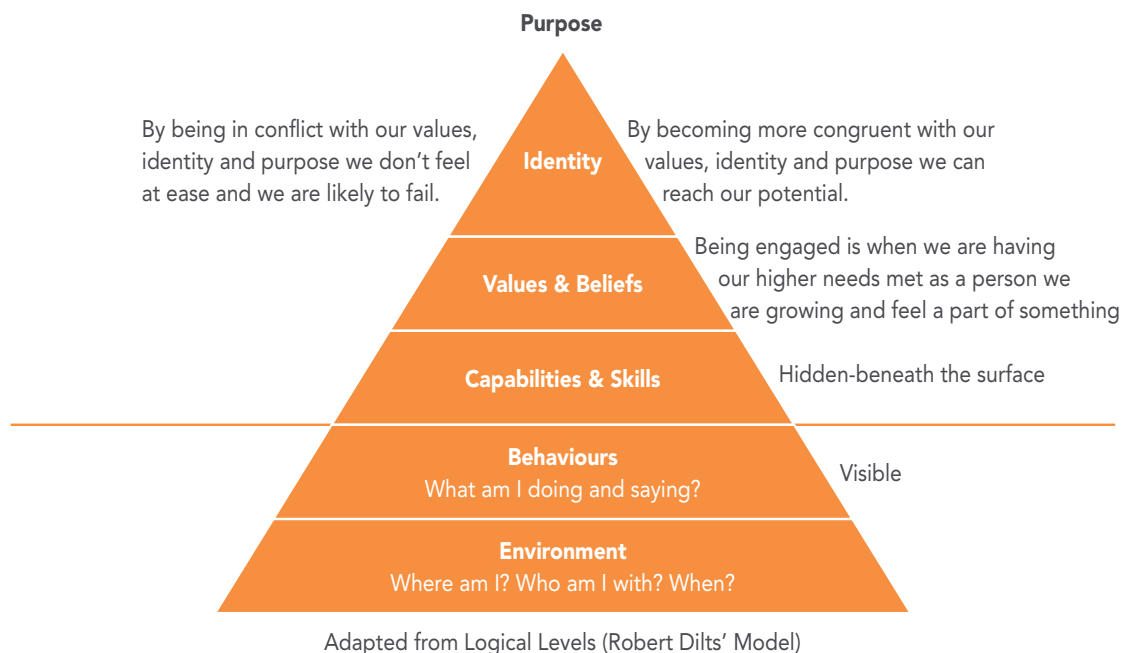 Purpose
By being in conflict with our values,
identity and purpose we don't feel
at ease and we are likely to fail.
Identity
By becoming more congruent with our
values, identity and purpose we can
reach our potential.
Values & Beliefs
Being engaged is when we are having
our higher needs met as a person we
are growing and feel a part of something
Capabilities & Skills
Hidden-beneath the surface
Behaviours
What am I doing and saying?
Visible
Environment
Where am I? Who am I with? When?
Adapted from Logical Levels (Robert Dilts' Model)